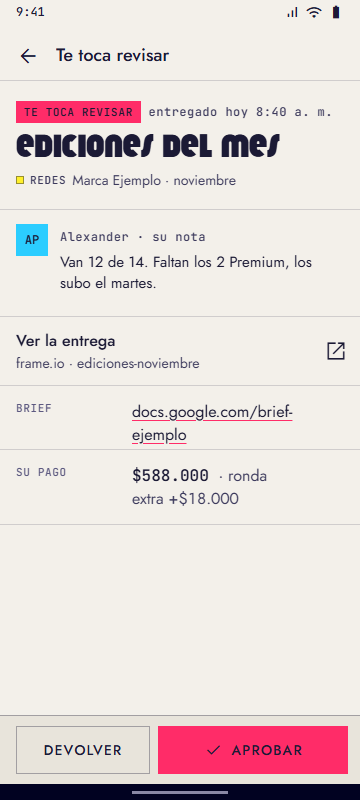 9:41
Te toca revisar
TE TOCA REVISAR entregado hoy 8:40 a. m.
eDICIONes DeL mes
REDES Marca Ejemplo · noviembre
AP Alexander · su nota
Van 12 de 14. Faltan los 2 Premium, los
subo el martes.
Ver la entrega
frame.io · ediciones-noviembre
BRIEF docs.google.com/brief-
ejemplo
SU PAGO $588.000 · ronda
extra +$18.000
DEVOLVER APROBAR